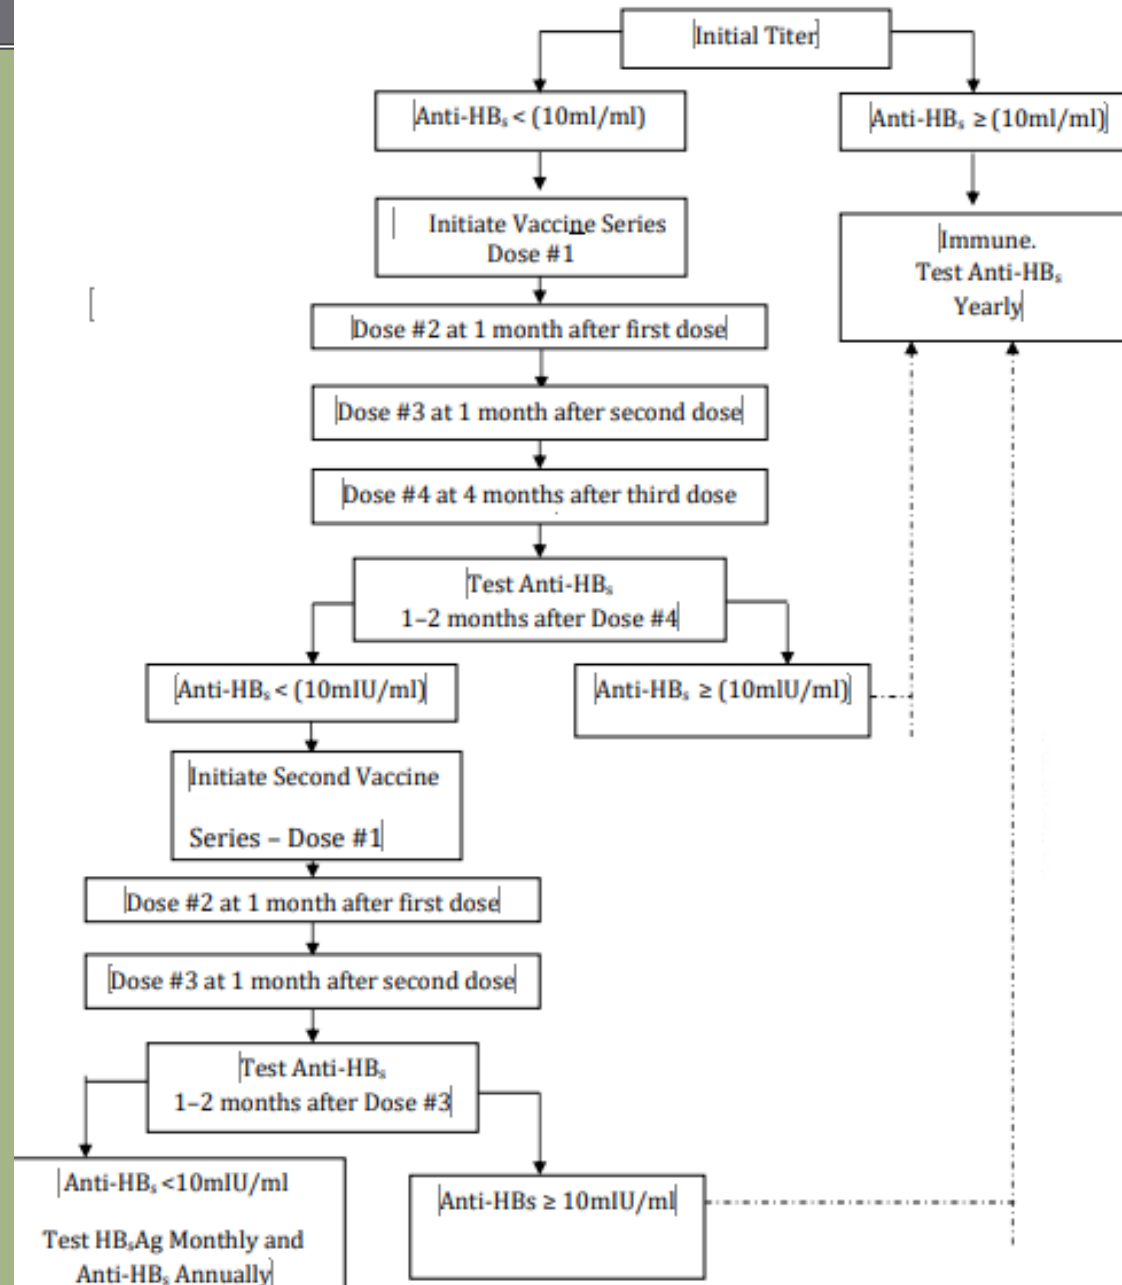 Initial Titer
Anti-HBs < (10ml/ml)
Anti-HBs ≥ (10ml/ml)
Initiate Vaccine Series
Dose #1
Immune.
Test Anti-HBs
Yearly
[
Dose #2 at 1 month after first dose
Dose #3 at 1 month after second dose
Dose #4 at 4 months after third dose
Test Anti-HBs
1–2 months after Dose #4
Anti-HBs < (10mIU/ml)
Anti-HBs ≥ (10mIU/ml)
Initiate Second Vaccine
Series – Dose #1
Dose #2 at 1 month after first dose
Dose #3 at 1 month after second dose
Test Anti-HBs
1–2 months after Dose #3
Anti-HBs <10mIU/ml
Test HBsAg Monthly and
Anti-HBs Annually
Anti-HBs ≥ 10mIU/ml